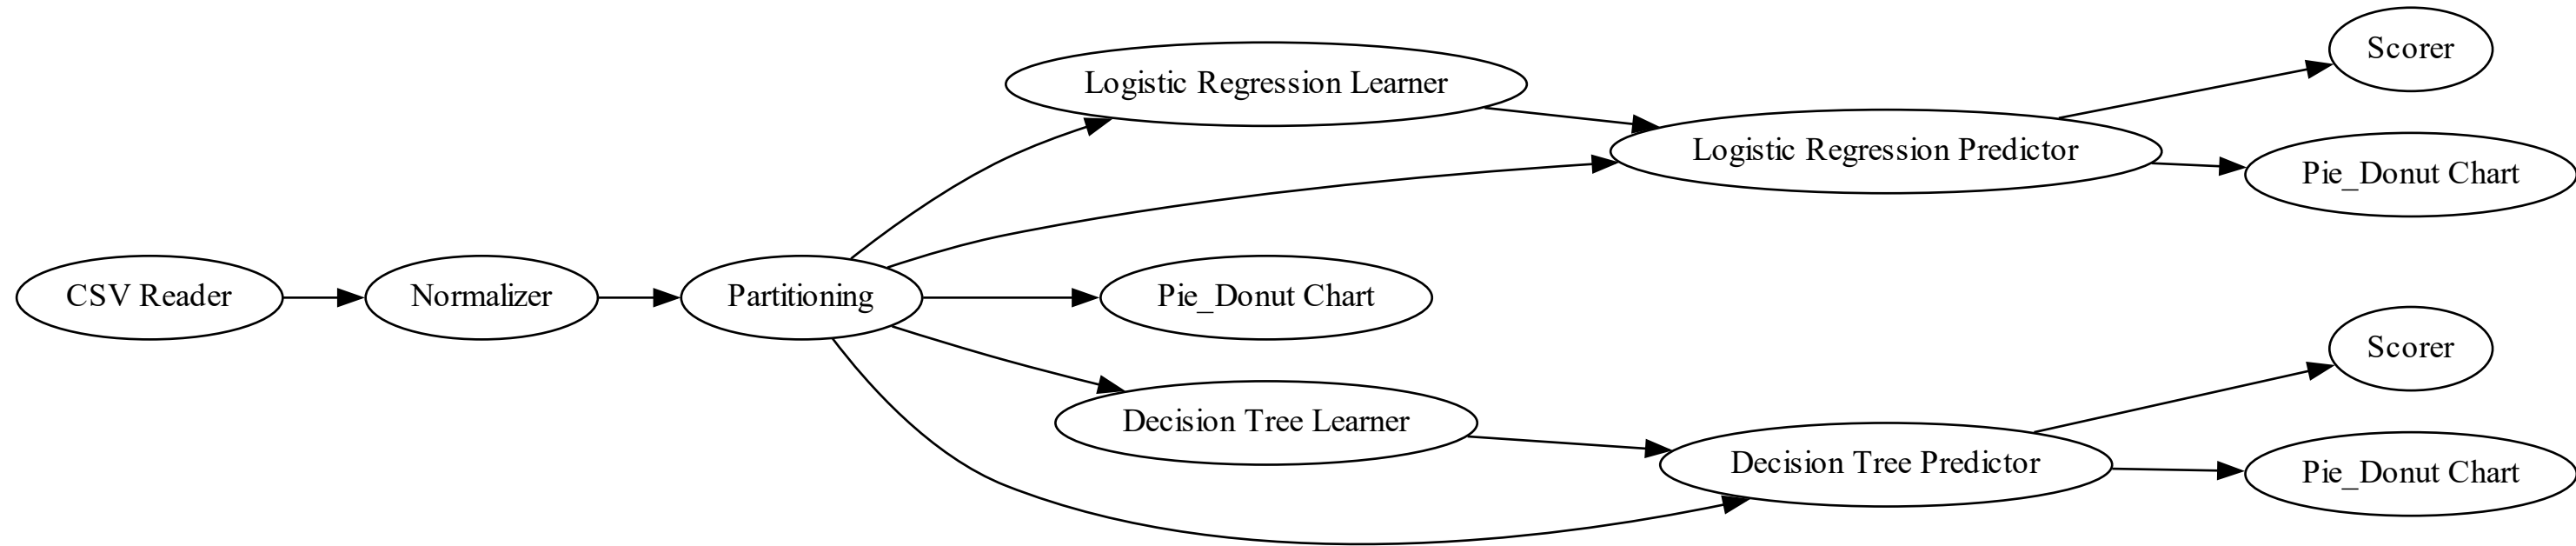 CSV Reader
Normalizer
Partitioning
Logistic Regression Learner
Logistic Regression Predictor
Scorer
Pie_Donut Chart
Pie_Donut Chart
Decision Tree Learner
Decision Tree Predictor
Scorer
Pie_Donut Chart